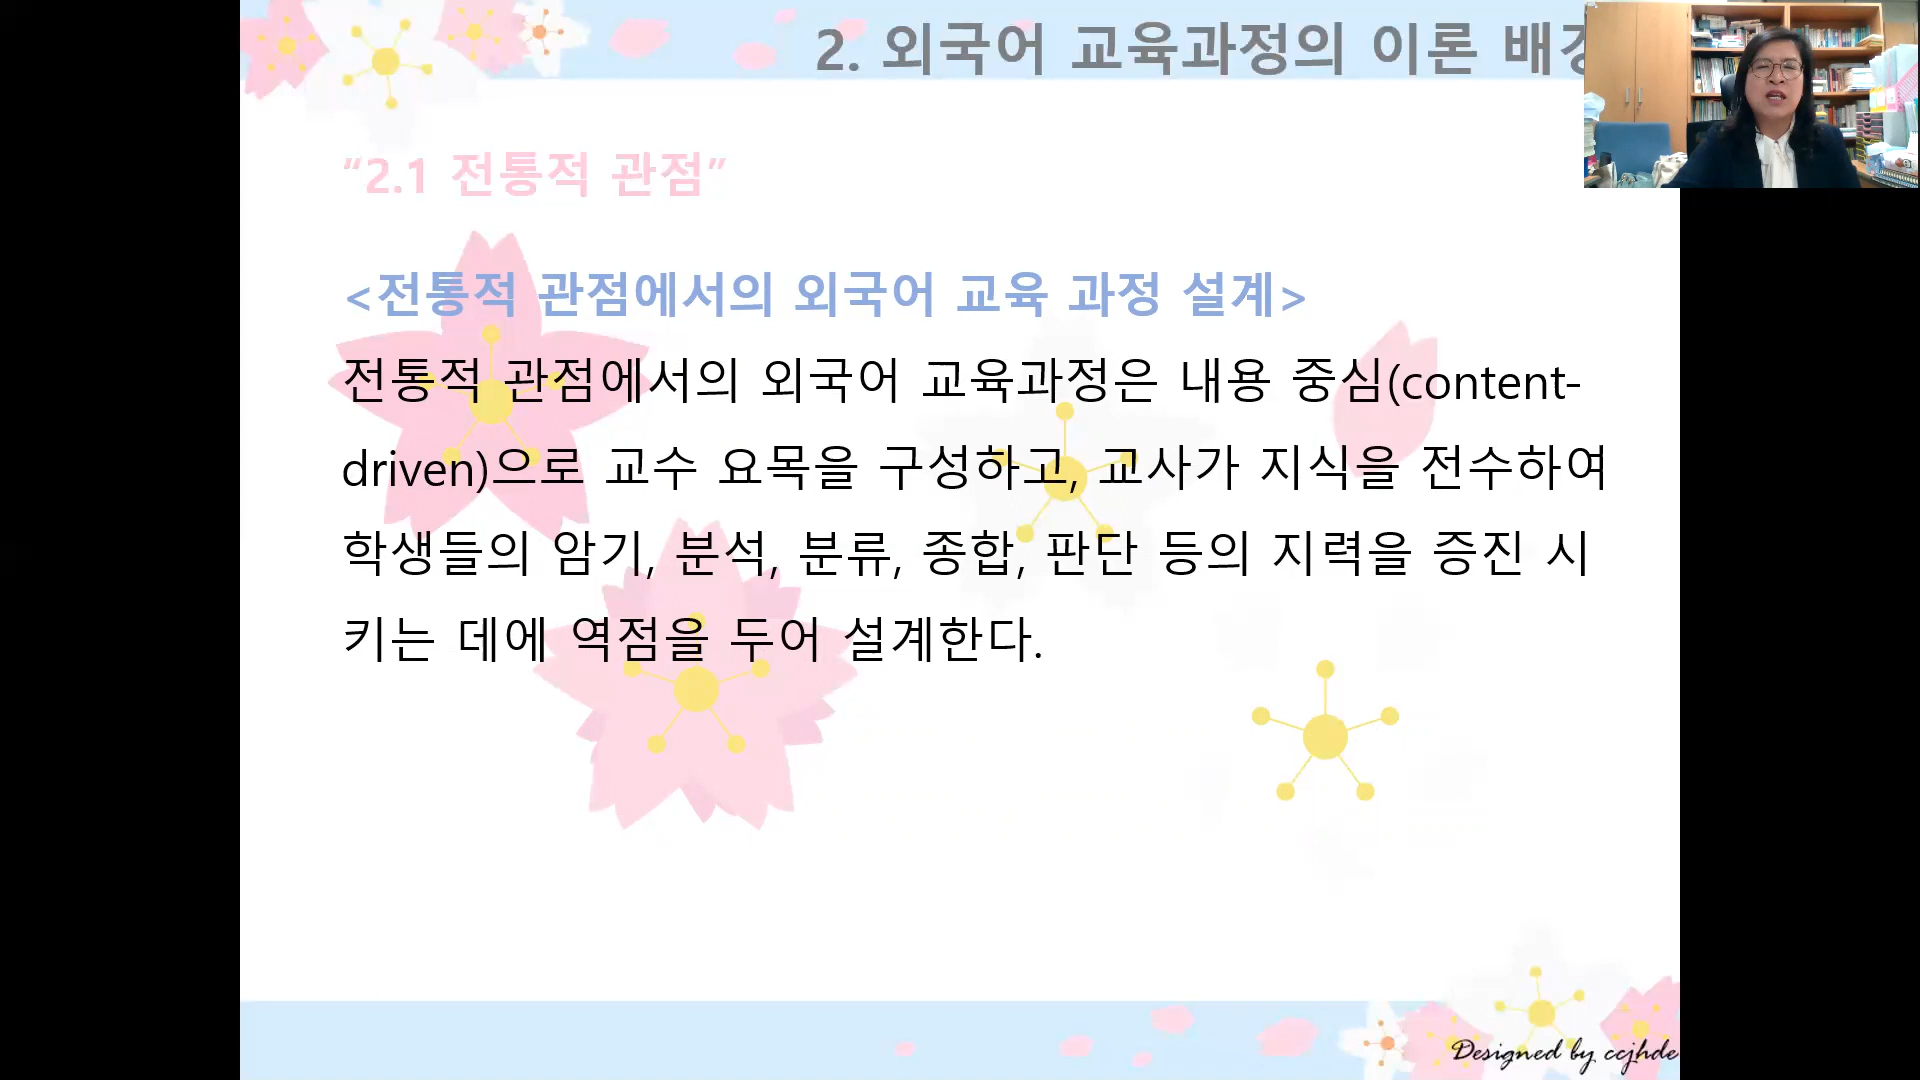 2. 외국어 교육과정의 이론
“2.1 전통적 관점”
<전통적 관점에서의 외국어 교육 과정 설계>
전통적 관점에서의 외국어 교육과정은 내용 중심(content-
driven)으로 교수 요목을 구성하고, 교사가 지식을 전수하여
학생들의 암기, 분석, 분류, 종합, 판단 등의 지력을 증진 시
키는 데에 역점을 두어 설계한다.
Designed by ccjhde